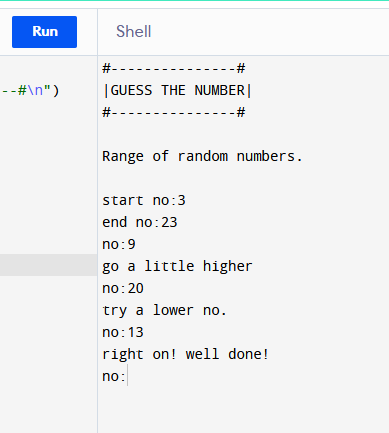 Run
Shell
--#\n")
#---------------#
|GUESS THE NUMBER|
#---------------#
Range of random numbers.
start no:3
end no:23
no:9
go a little higher
no:20
try a lower no.
no:13
right on! well done!
no: